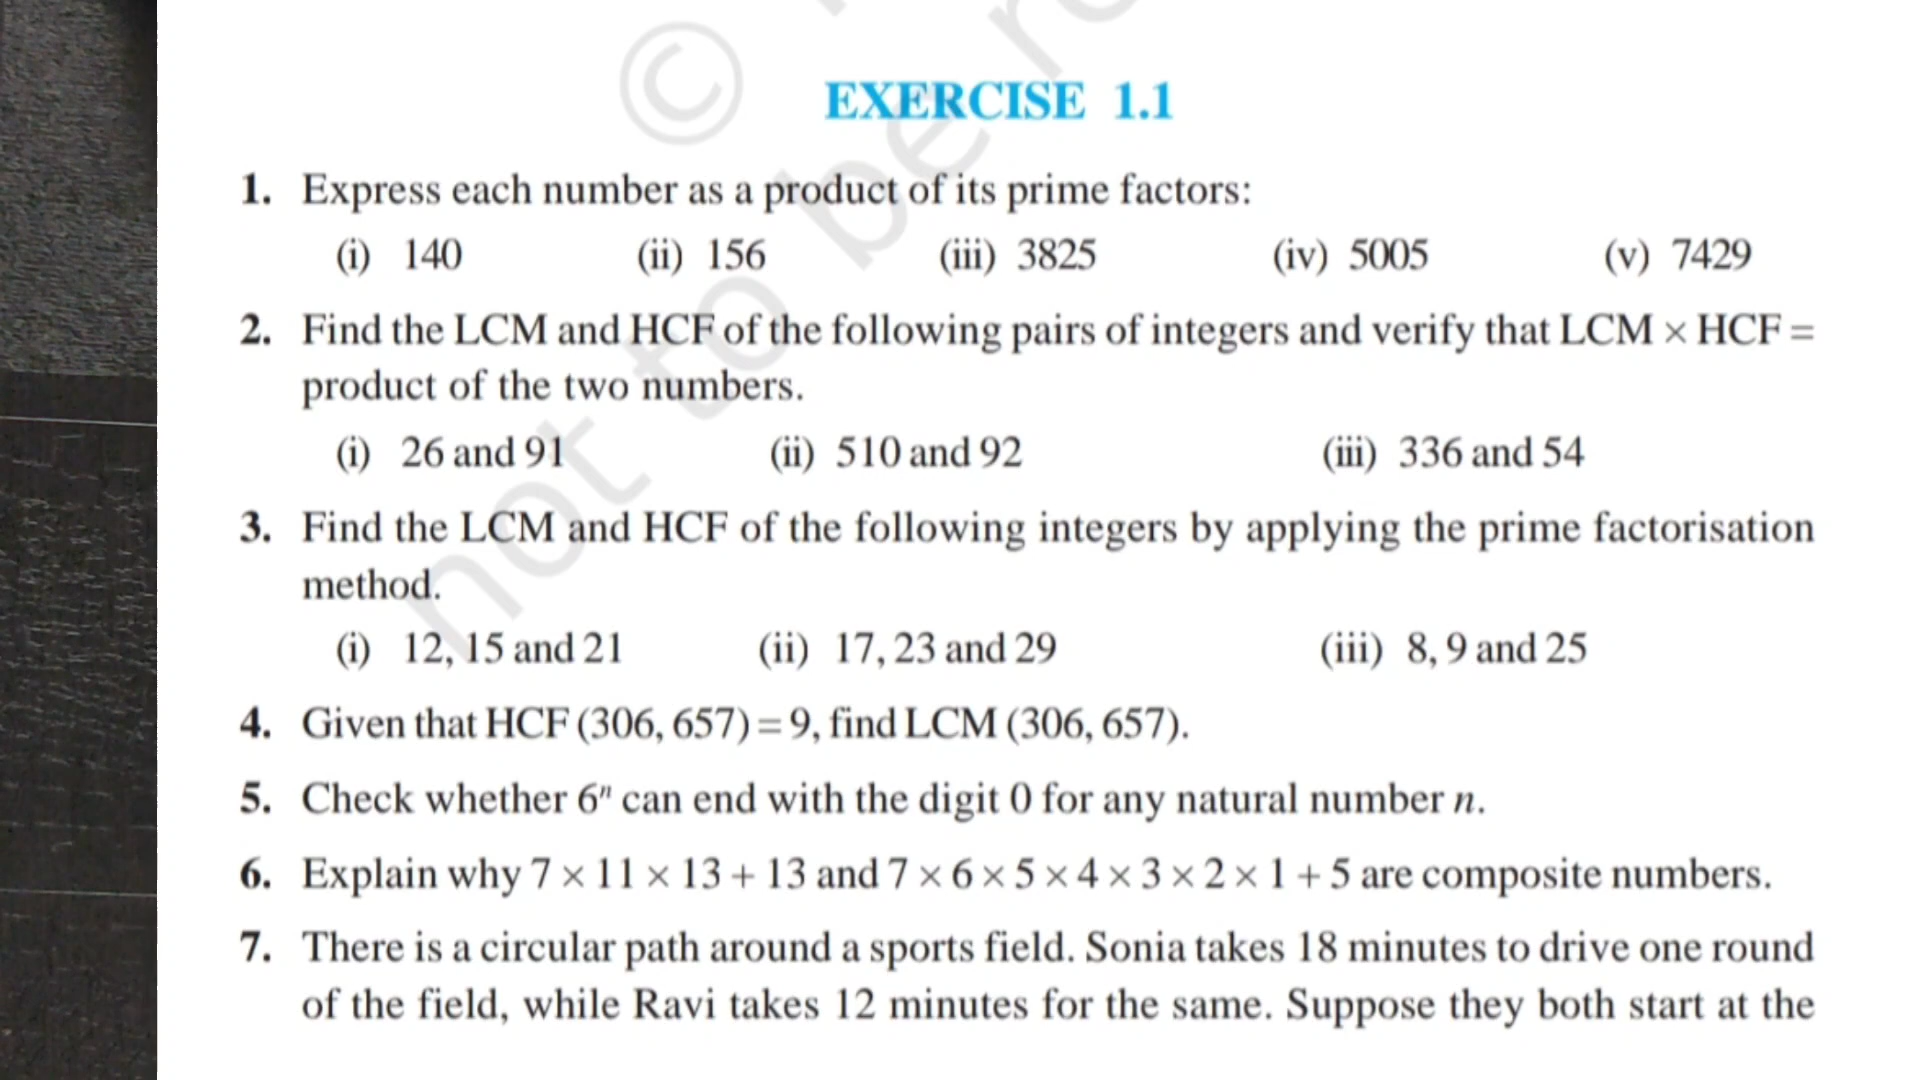 EXERCISE 1.1
1. Express each number as a product of its prime factors:
(i) 140 (ii) 156 (iii) 3825 (iv) 5005 (v) 7429
2. Find the LCM and HCF of the following pairs of integers and verify that LCM × HCF =
product of the two numbers.
(i) 26 and 91 (ii) 510 and 92 (iii) 336 and 54
3. Find the LCM and HCF of the following integers by applying the prime factorisation
method.
(i) 12, 15 and 21 (ii) 17, 23 and 29 (iii) 8, 9 and 25
4. Given that HCF (306, 657) = 9, find LCM (306, 657).
5. Check whether 6ⁿ can end with the digit 0 for any natural number n.
6. Explain why 7 × 11 × 13 + 13 and 7 × 6 × 5 × 4 × 3 × 2 × 1 + 5 are composite numbers.
7. There is a circular path around a sports field. Sonia takes 18 minutes to drive one round
of the field, while Ravi takes 12 minutes for the same. Suppose they both start at the
©
not to be